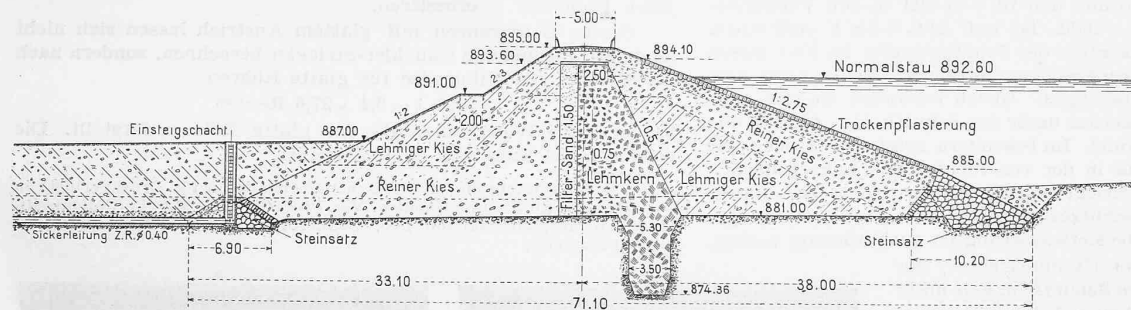 5.00
885.00
893.60
894.10
2:3
2.50
Normalstau 892.60
891.00
1:2
2.00
1:2.75
Einsteigschacht
887.00
Lehmiger Kies
Filter-Sand 1.50
0.75
1:0.5
Reiner Kies
Trockenpflasterung
885.00
Reiner Kies
Lehmkern
Lehmiger Kies
881.00
Sickerleitung Z.R. ø 0.40
Steinsatz
6.90
5.30
Steinsatz
10.20
3.50
33.10
874.36
38.00
71.10